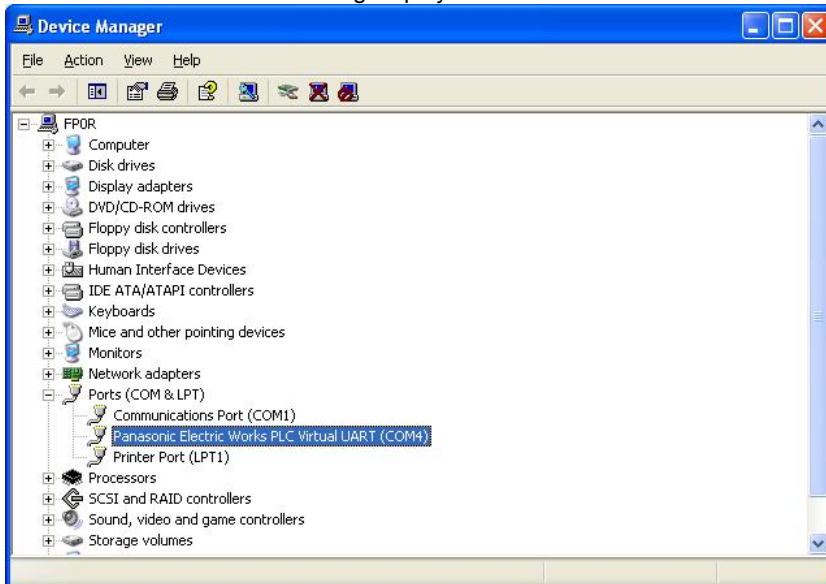 Device Manager
File Action View Help
FP0R
Computer
Disk drives
Display adapters
DVD/CD-ROM drives
Floppy disk controllers
Floppy disk drives
Human Interface Devices
IDE ATA/ATAPI controllers
Keyboards
Mice and other pointing devices
Monitors
Network adapters
Ports (COM & LPT)
Communications Port (COM1)
Panasonic Electric Works PLC Virtual UART (COM4)
Printer Port (LPT1)
Processors
SCSI and RAID controllers
Sound, video and game controllers
Storage volumes